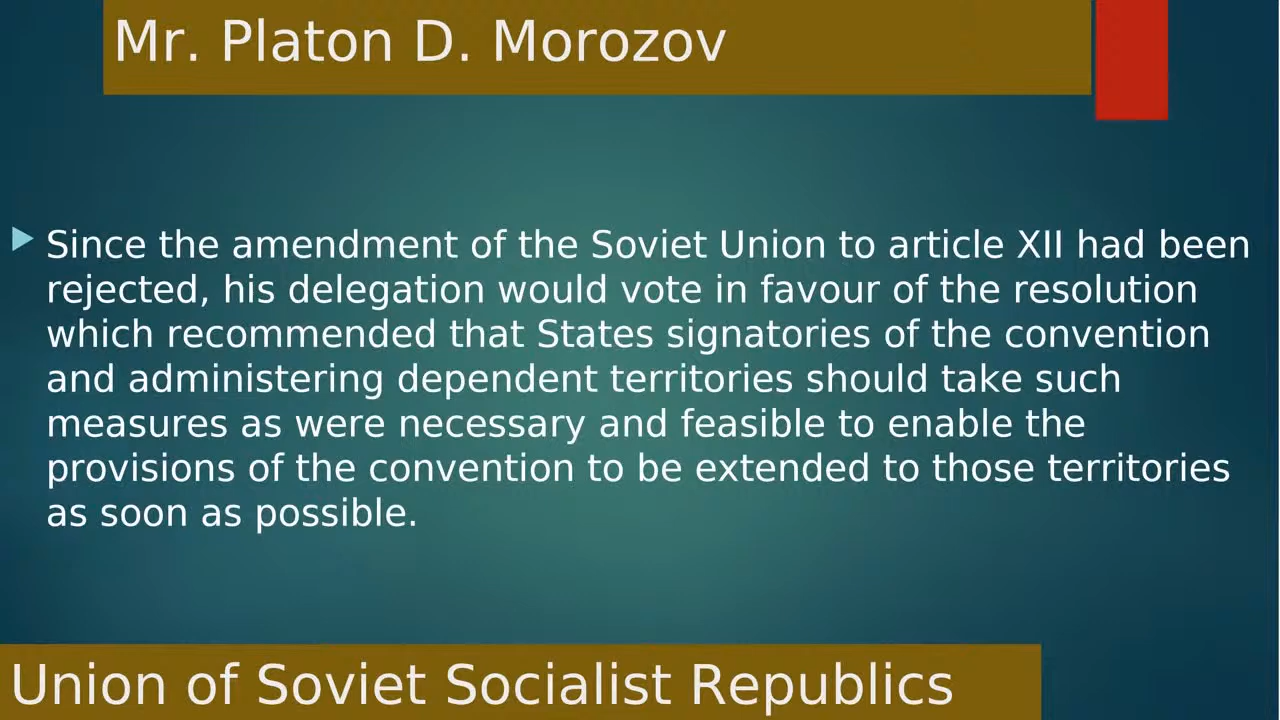 Mr. Platon D. Morozov
Since the amendment of the Soviet Union to article XII had been
rejected, his delegation would vote in favour of the resolution
which recommended that States signatories of the convention
and administering dependent territories should take such
measures as were necessary and feasible to enable the
provisions of the convention to be extended to those territories
as soon as possible.
Union of Soviet Socialist Republics